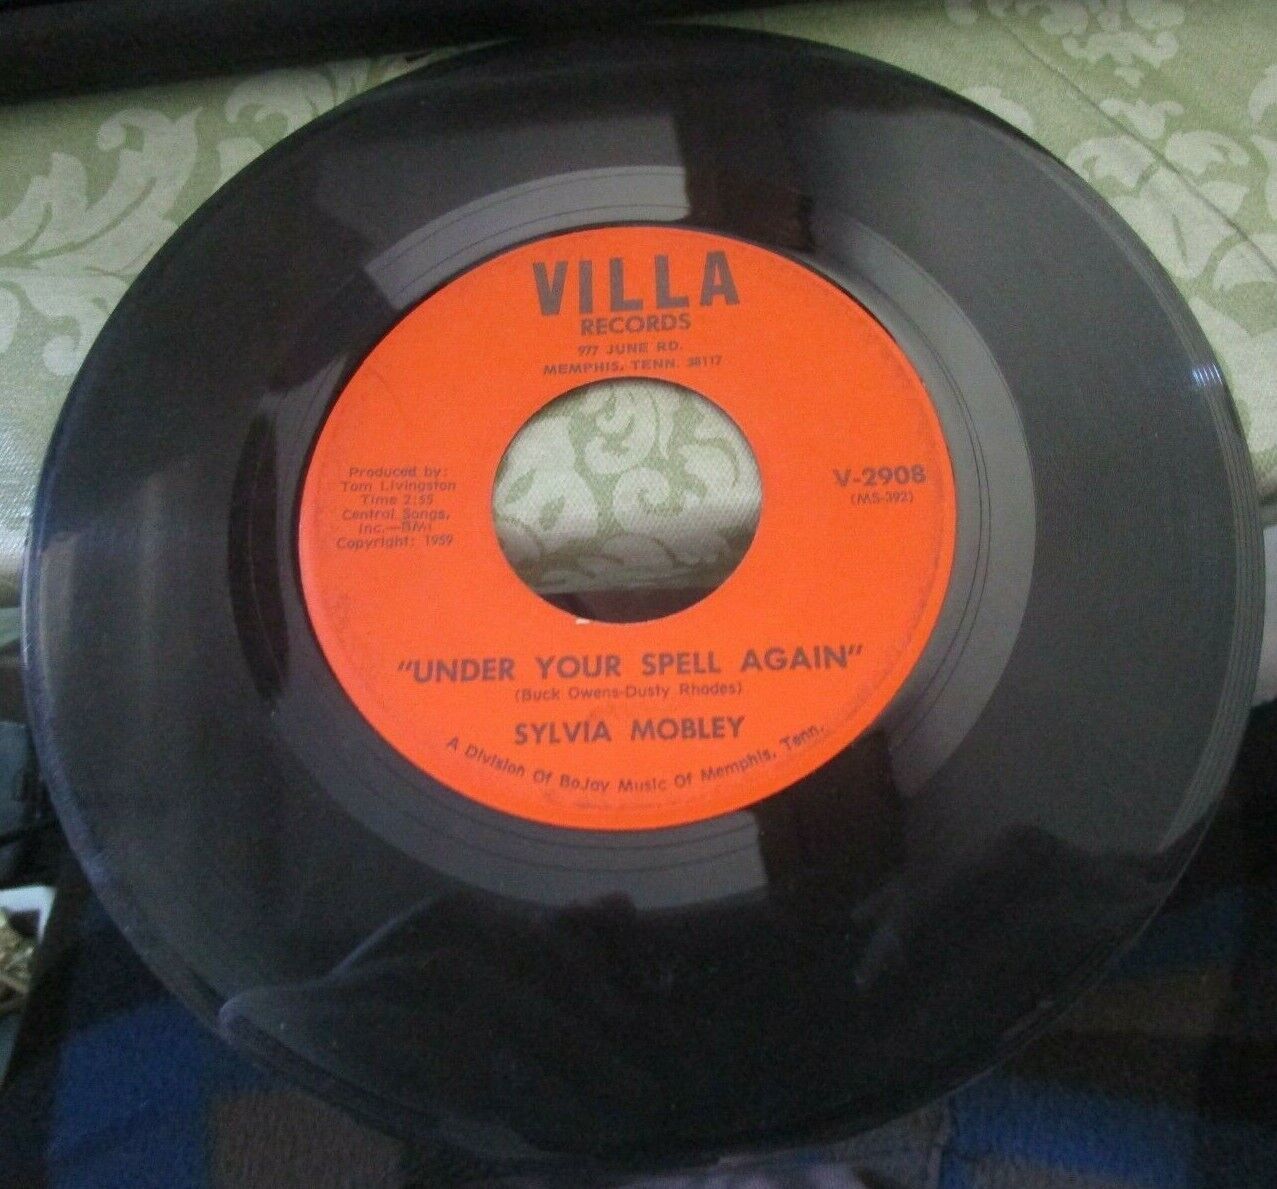 VILLA
RECORDS
977 JUNE RD.
MEMPHIS, TENN. 38117
Produced by:
Tom Livingston
Time 2:55
Central Songs,
Inc.—BMI
Copyright: 1959
V-2908
(MS-392)
"UNDER YOUR SPELL AGAIN"
(Buck Owens-Dusty Rhodes)
SYLVIA MOBLEY
A Division Of BoJay Music Of Memphis, Tenn.